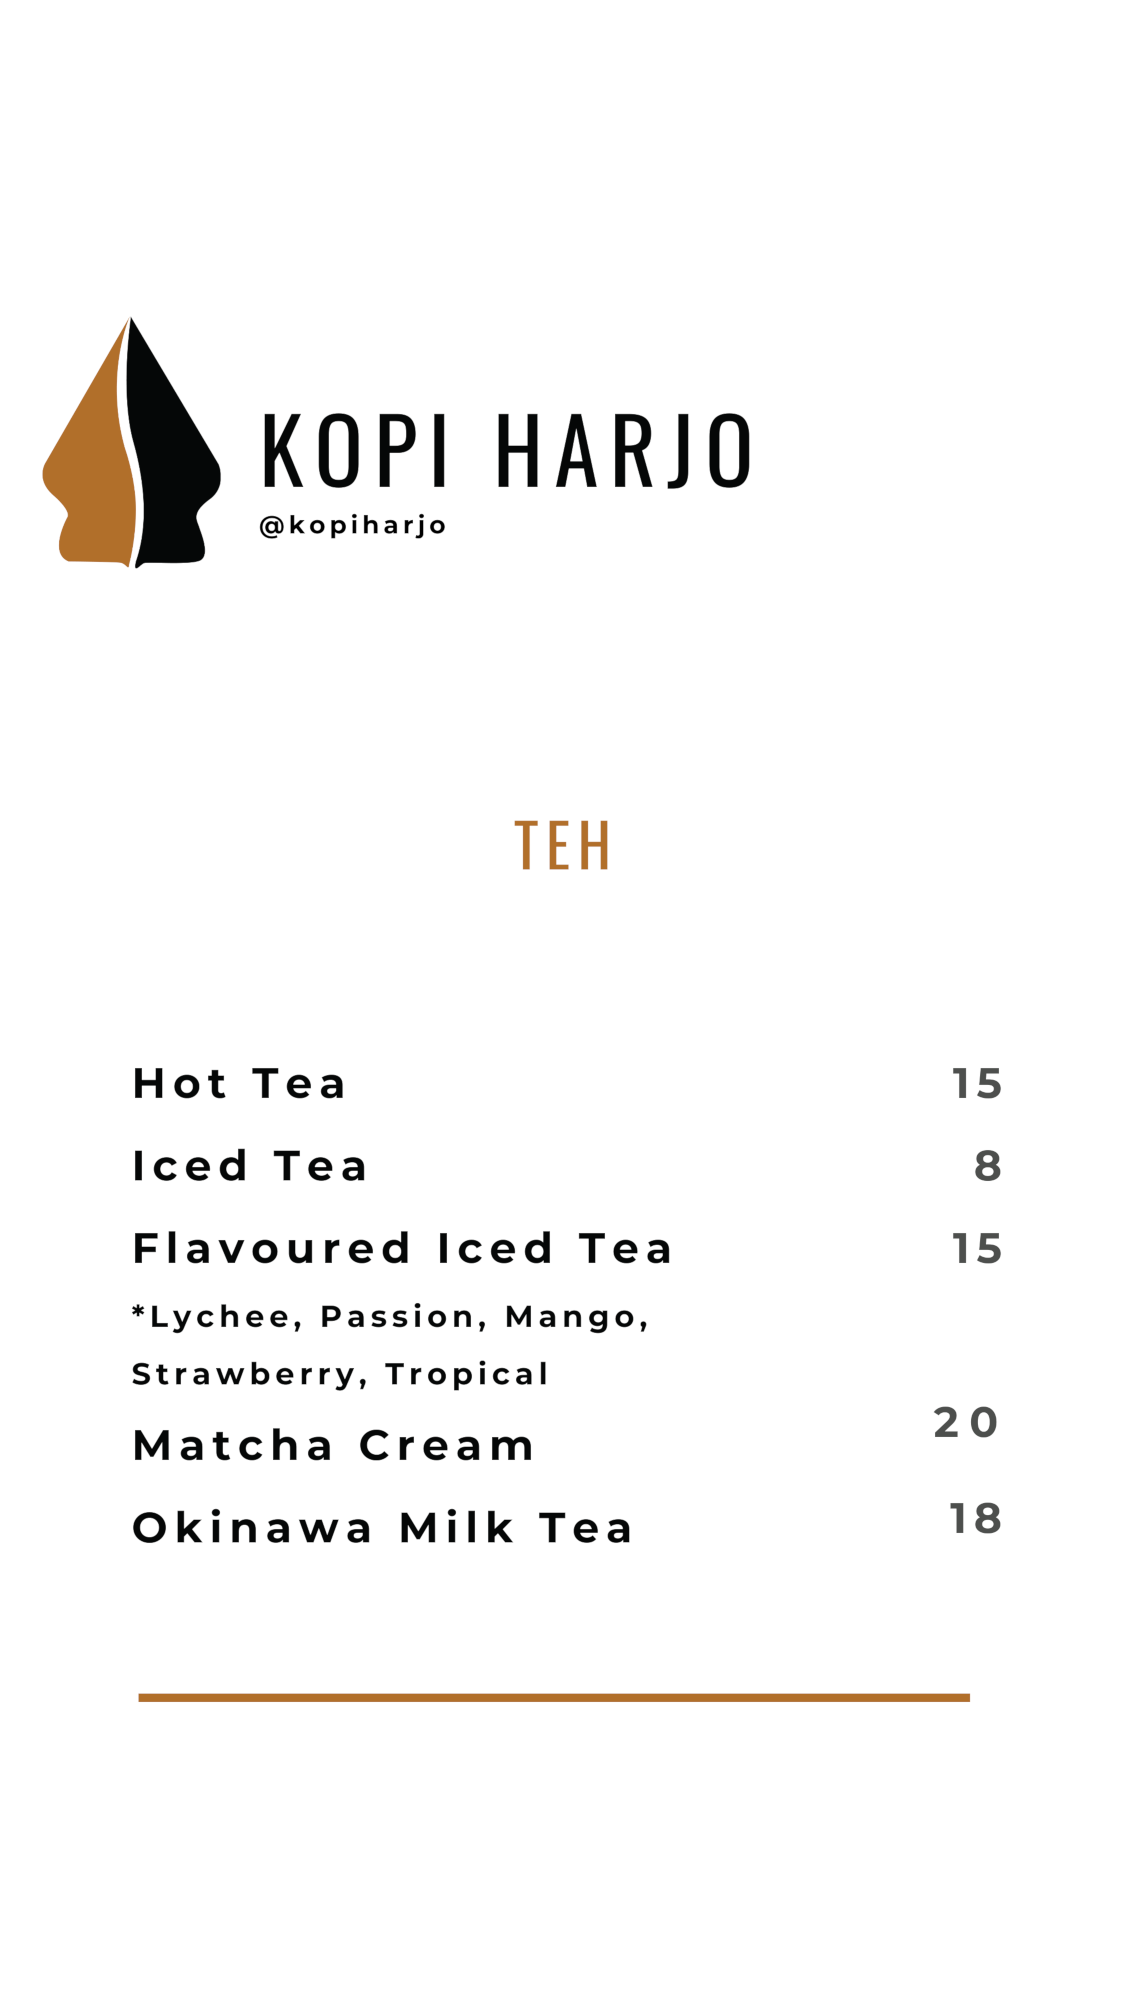 KOPI HARJO
@kopiharjo
TEH
Hot Tea 15
Iced Tea 8
Flavoured Iced Tea 15
*Lychee, Passion, Mango,
Strawberry, Tropical
Matcha Cream 20
Okinawa Milk Tea 18